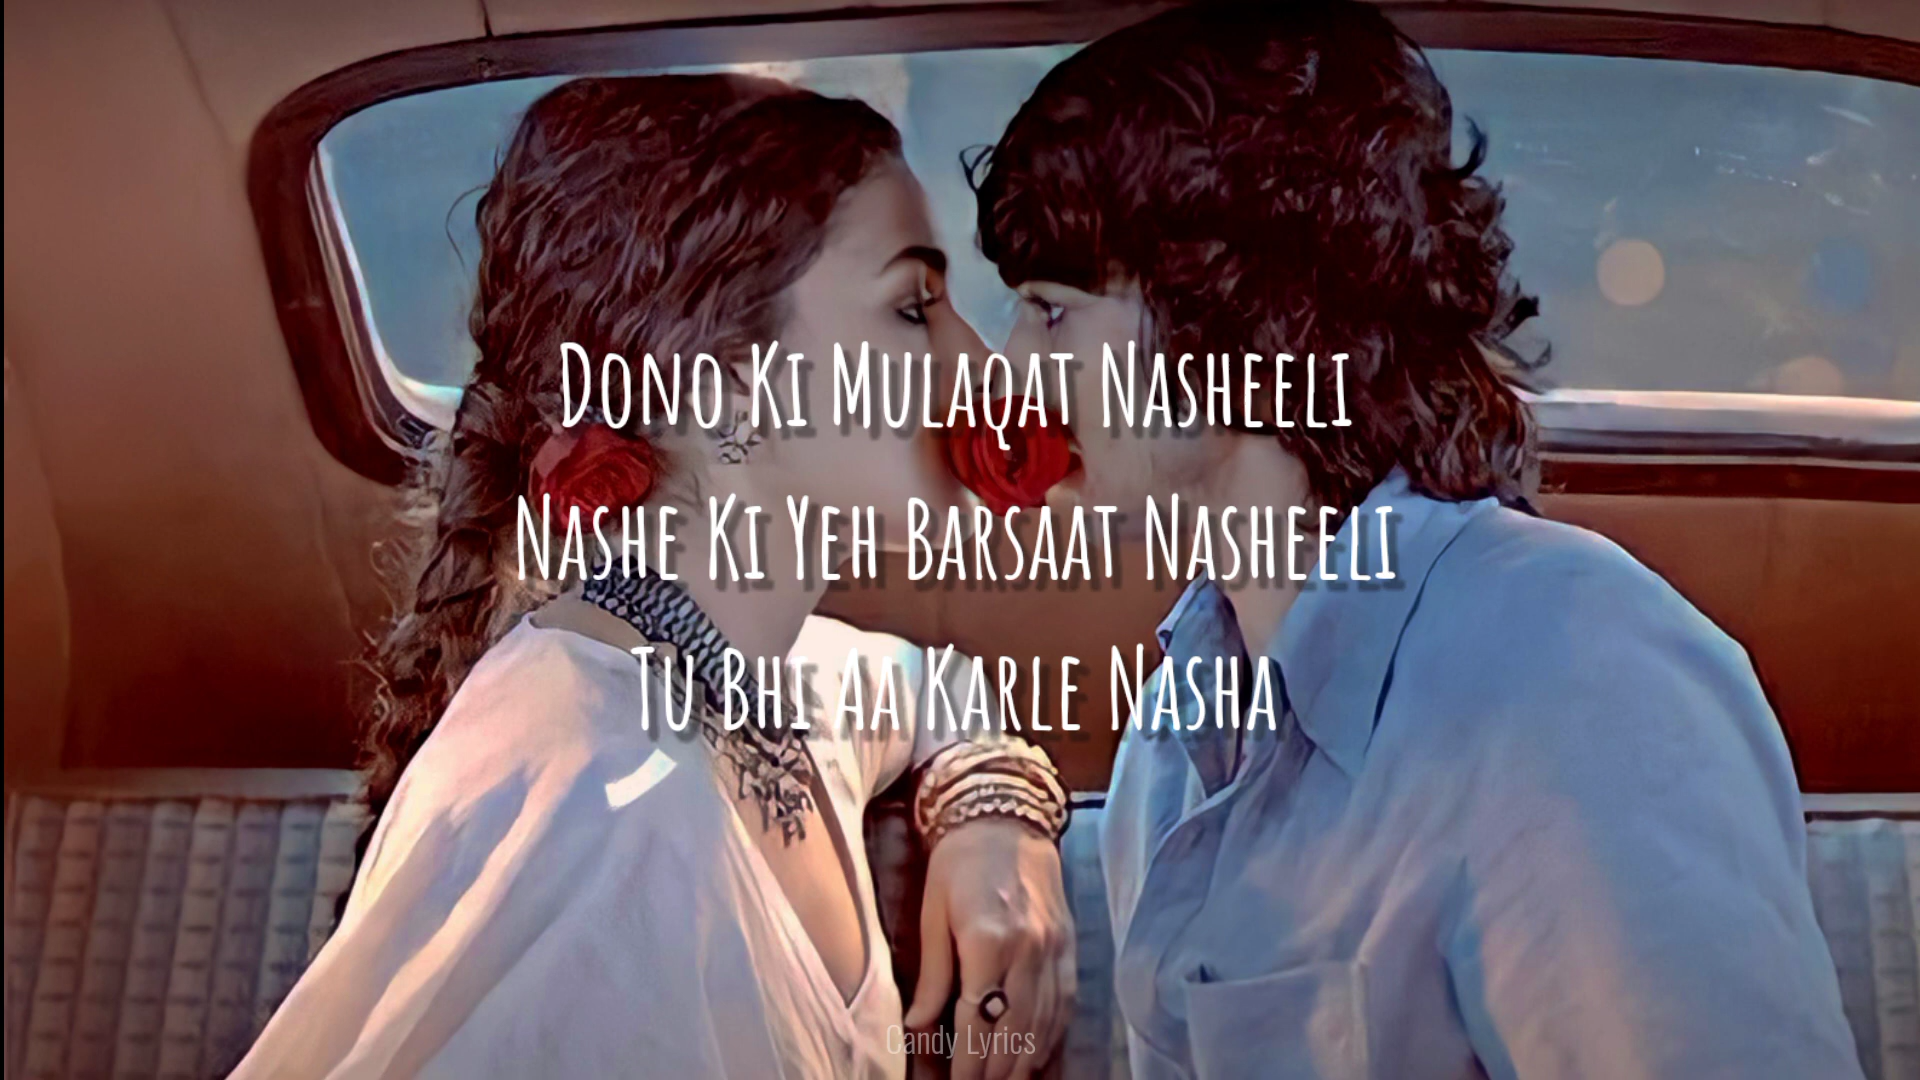 Dono Ki Mulaqat Nasheeli
Nashe Ki Yeh Barsaat Nasheeli
Tu Bhi Aa Karle Nasha
Candy Lyrics